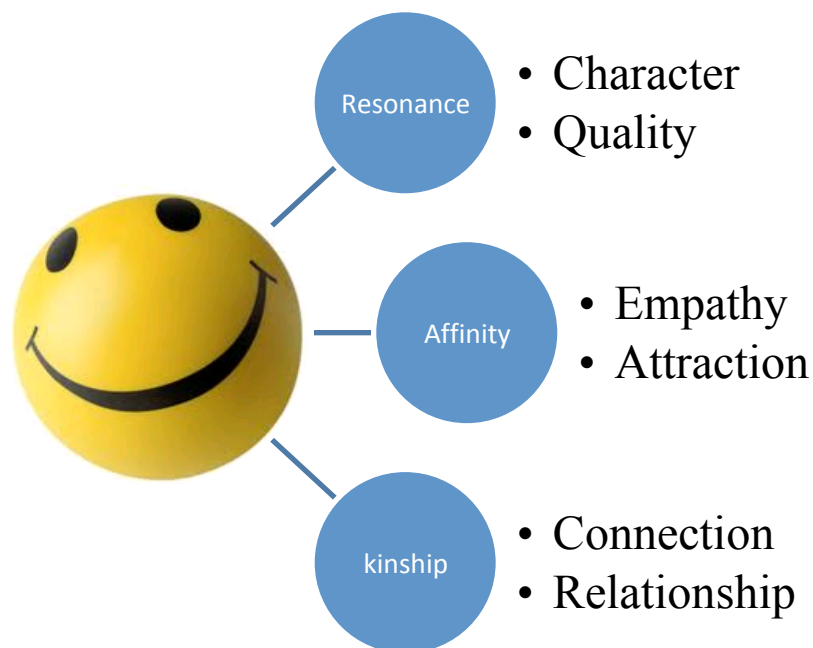 Resonance
• Character
• Quality
Affinity
• Empathy
• Attraction
kinship
• Connection
• Relationship